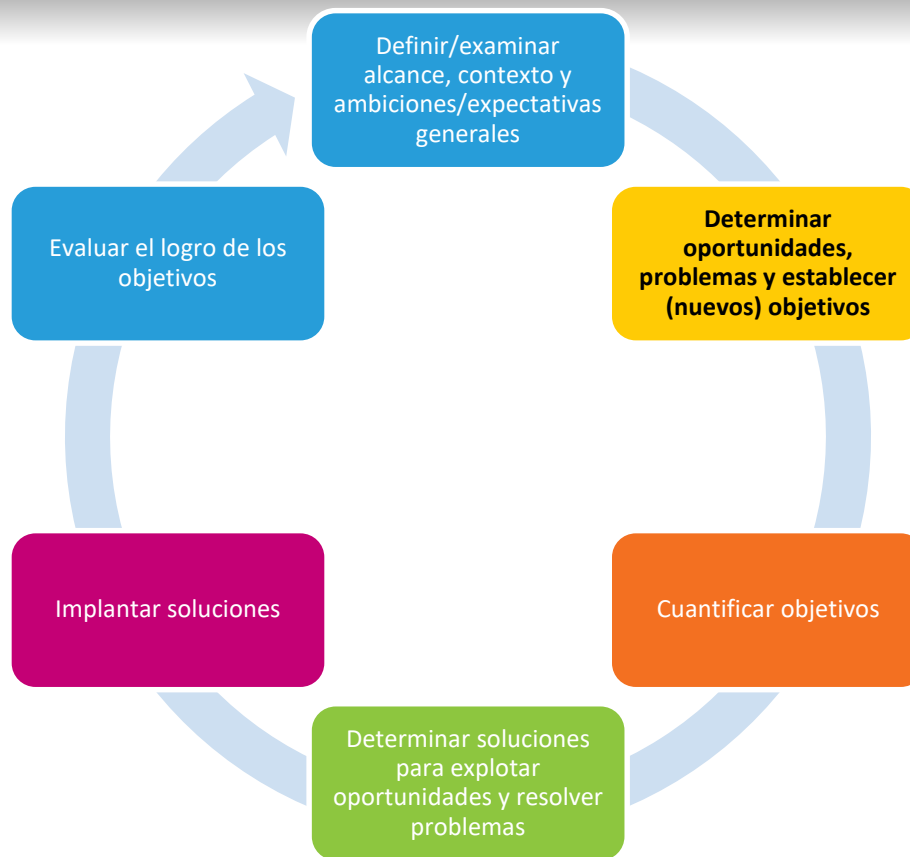 Definir/examinar
alcance, contexto y
ambiciones/expectativas
generales
Determinar
oportunidades,
problemas y establecer
(nuevos) objetivos
Cuantificar objetivos
Determinar soluciones
para explotar
oportunidades y resolver
problemas
Implantar soluciones
Evaluar el logro de los
objetivos